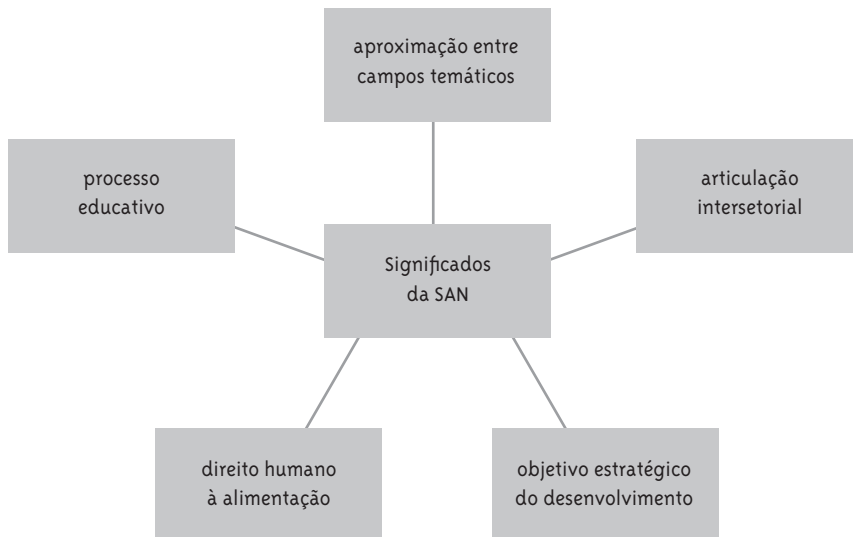 aproximação entre
campos temáticos
processo
educativo
articulação
intersetorial
Significados
da SAN
direito humano
à alimentação
objetivo estratégico
do desenvolvimento